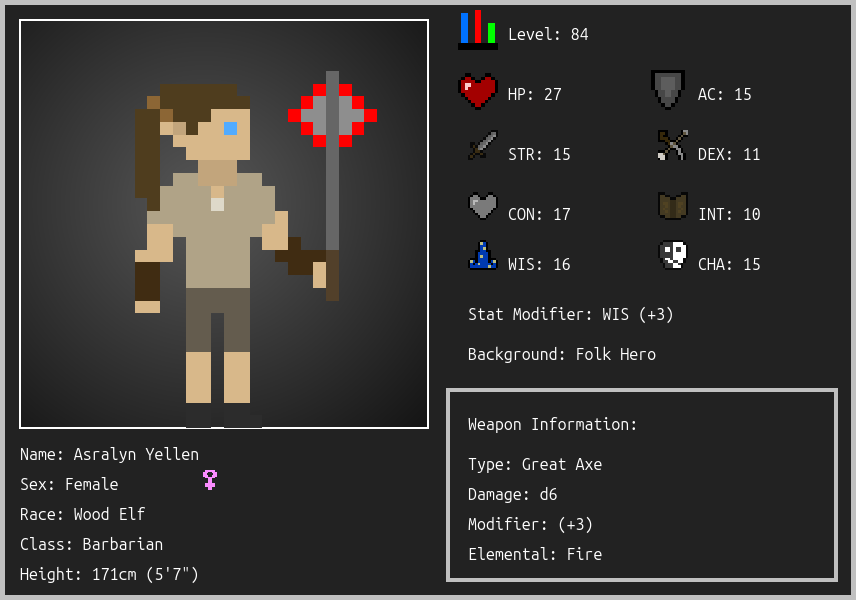 Level: 84
HP: 27
AC: 15
STR: 15
DEX: 11
CON: 17
INT: 10
WIS: 16
CHA: 15
Stat Modifier: WIS (+3)
Background: Folk Hero
Weapon Information:
Type: Great Axe
Damage: d6
Modifier: (+3)
Elemental: Fire
Name: Asralyn Yellen
Sex: Female
Race: Wood Elf
Class: Barbarian
Height: 171cm (5'7")